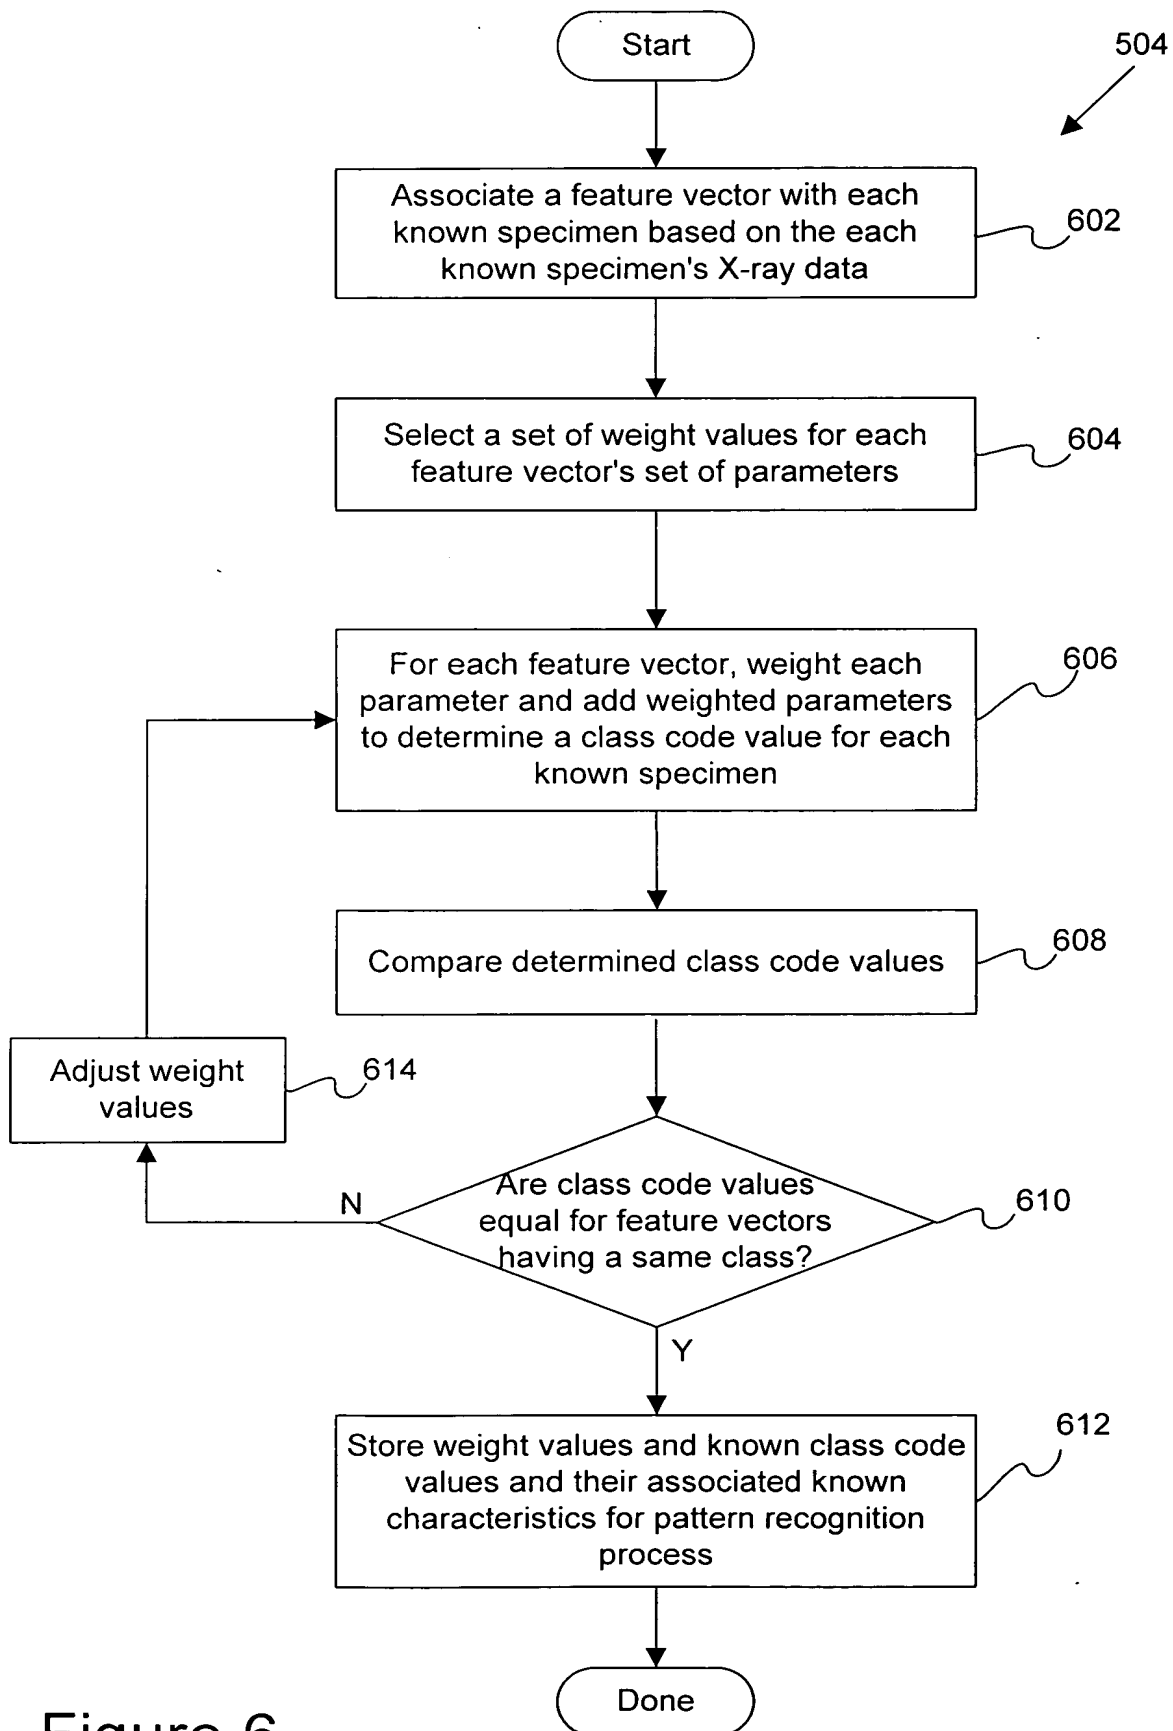 Start
504
Associate a feature vector with each
known specimen based on the each
known specimen's X-ray data
602
Select a set of weight values for each
feature vector's set of parameters
604
For each feature vector, weight each
parameter and add weighted parameters
to determine a class code value for each
known specimen
606
Compare determined class code values
608
Adjust weight
values
614
Are class code values
equal for feature vectors
having a same class?
610
N
Y
Store weight values and known class code
values and their associated known
characteristics for pattern recognition
process
612
Done
Figure 6